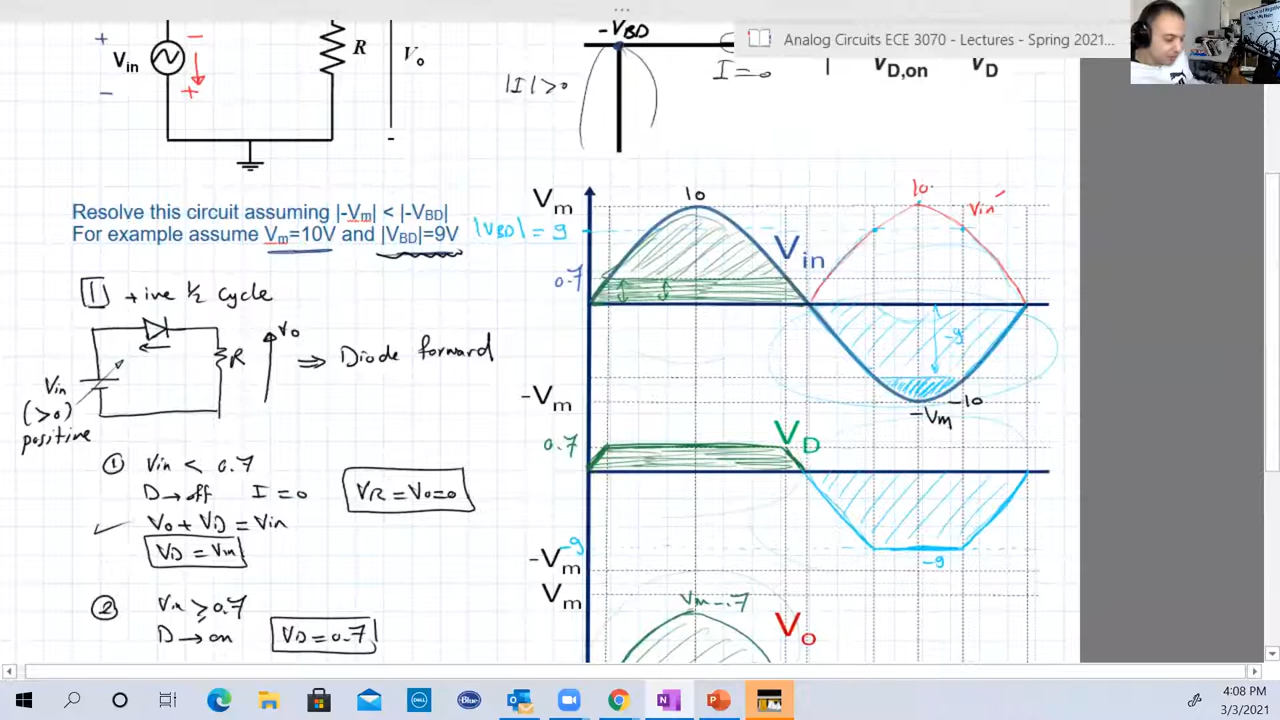 Analog Circuits ECE 3070 - Lectures - Spring 2021...
+
Vin
-
-
+
R
Vo
-
-VBD
|I|>0
I=0
VD,on
VD
Resolve this circuit assuming |-Vm| < |-VBD|
For example assume Vm=10V and |VBD|=9V
|VBD| = 9
Vm
10
10
Vin
Vin
0.7
-9
-10
-Vm
-Vm
1 +ive ½ cycle
Vo
R
⇒ Diode forward
Vin
(>0)
positive
① Vin < 0.7
D→off I=0
VR=Vo=0
Vo + VD = Vin
VD = Vin
0.7
VD
-9
-Vm
-9
② Vin ≥ 0.7
D→on
VD=0.7
Vm
Vm-.7
Vo
DELL
Blue
4:08 PM
3/3/2021